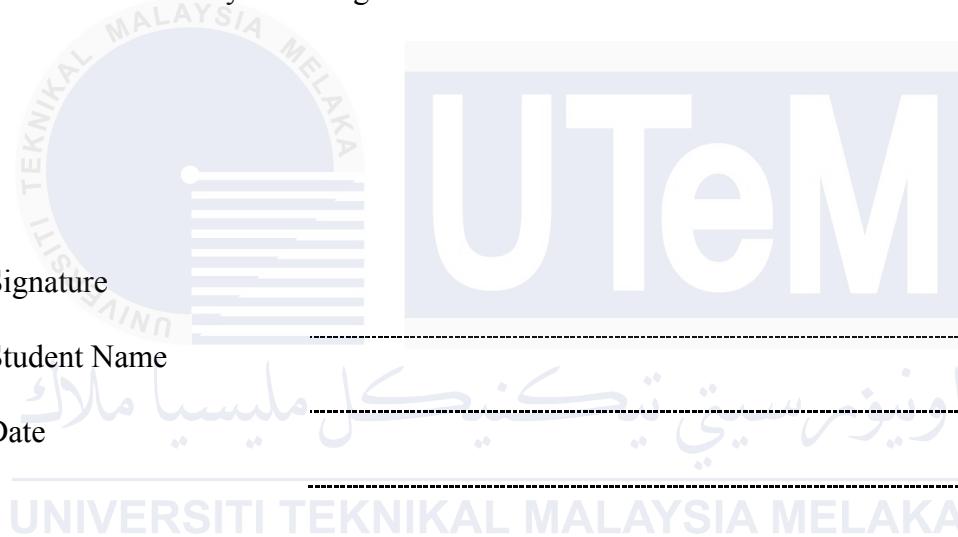 UNIVERSITI TEKNIKAL MALAYSIA MELAKA
UTeM
Signature
Student Name
Date
اونيۏرسيتي تيكنيكل مليسيا ملاك
UNIVERSITI TEKNIKAL MALAYSIA MELAKA